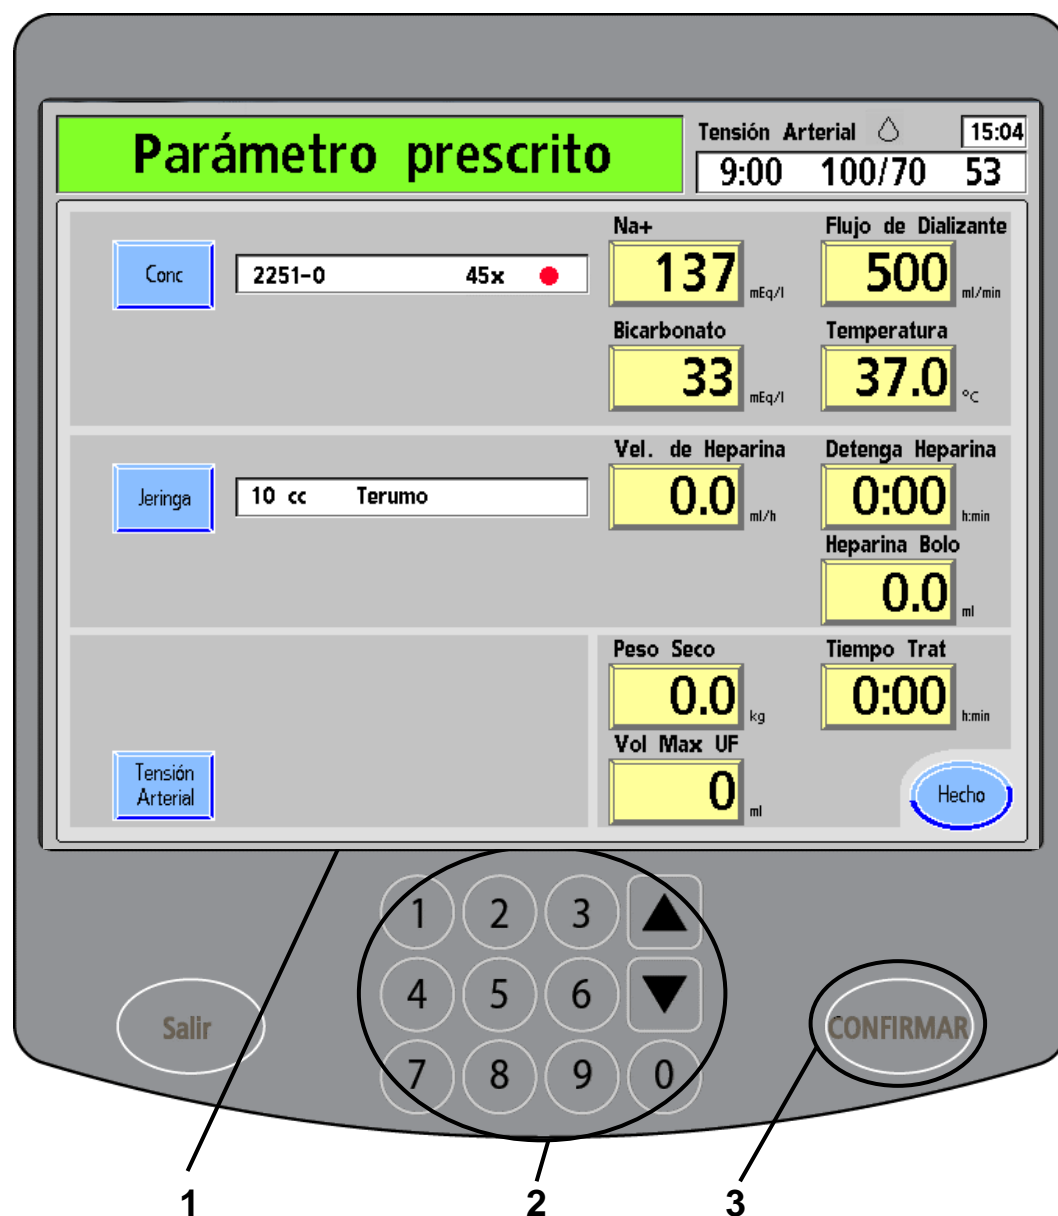 Parámetro prescrito
Tensión Arterial 15:04
9:00 100/70 53
Na+ Flujo de Dializante
Conc 2251-0 45x 137 mEq/l 500 ml/min
Bicarbonato Temperatura
33 mEq/l 37.0 °C
Vel. de Heparina Detenga Heparina
Jeringa 10 cc Terumo 0.0 ml/h 0:00 h:min
Heparina Bolo
0.0 ml
Peso Seco Tiempo Trat
0.0 kg 0:00 h:min
Vol Max UF
Tensión
Arterial
0 ml
Hecho
1 2 3
4 5 6
7 8 9 0
Salir
CONFIRMAR
1 2 3